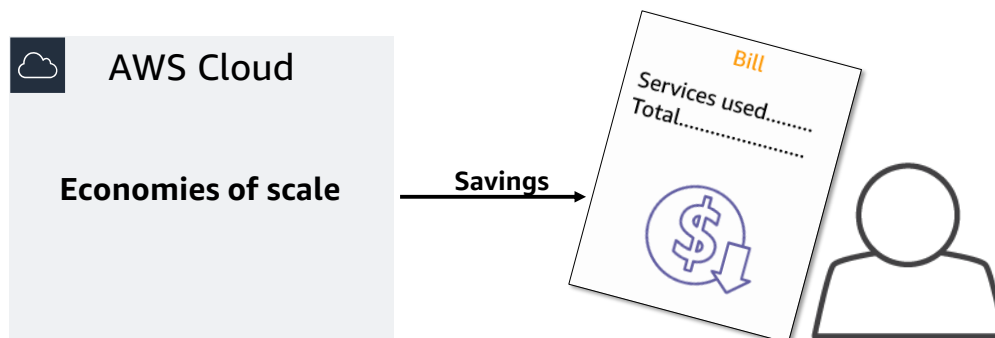 AWS Cloud
Economies of scale
Savings
Bill
Services used.........
Total.......................
.......................
$